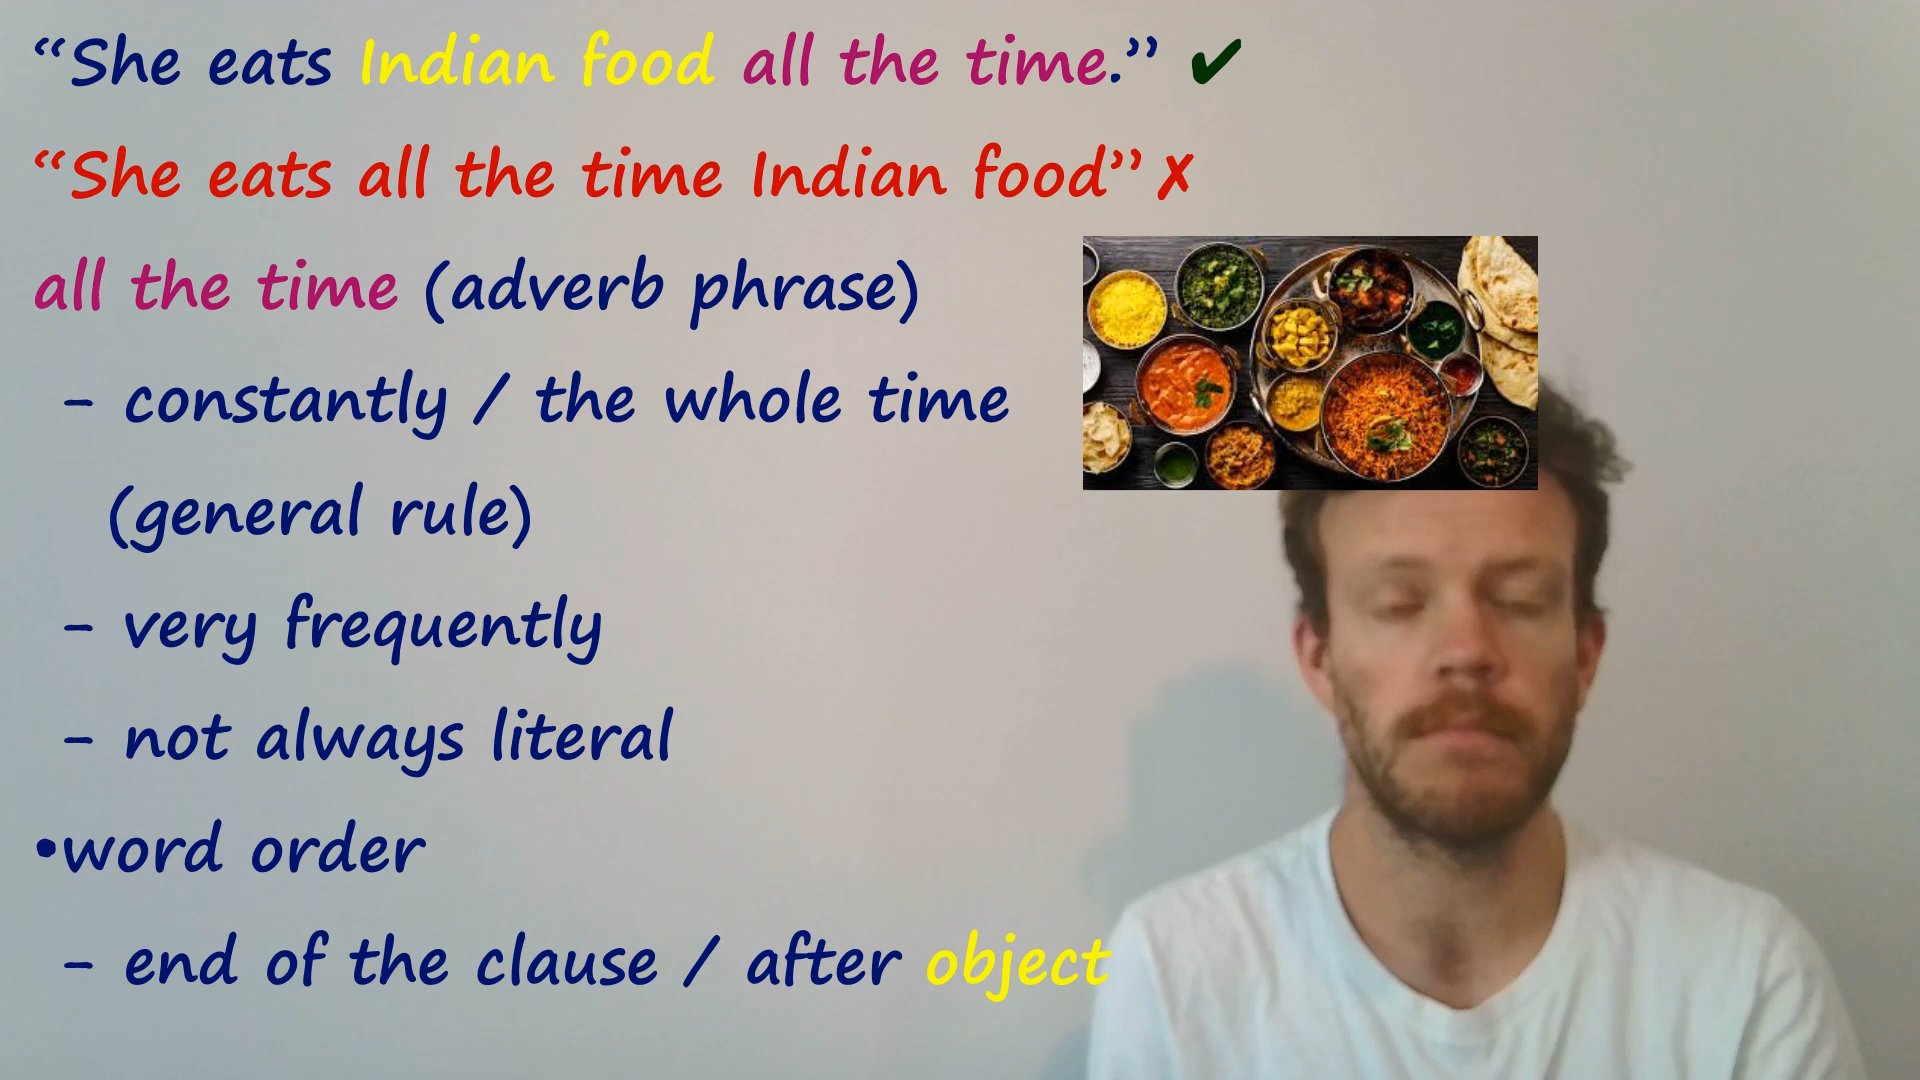 “She eats Indian food all the time.” ✔
“She eats all the time Indian food” ✗
all the time (adverb phrase)
– constantly / the whole time
(general rule)
– very frequently
– not always literal
•word order
– end of the clause / after object